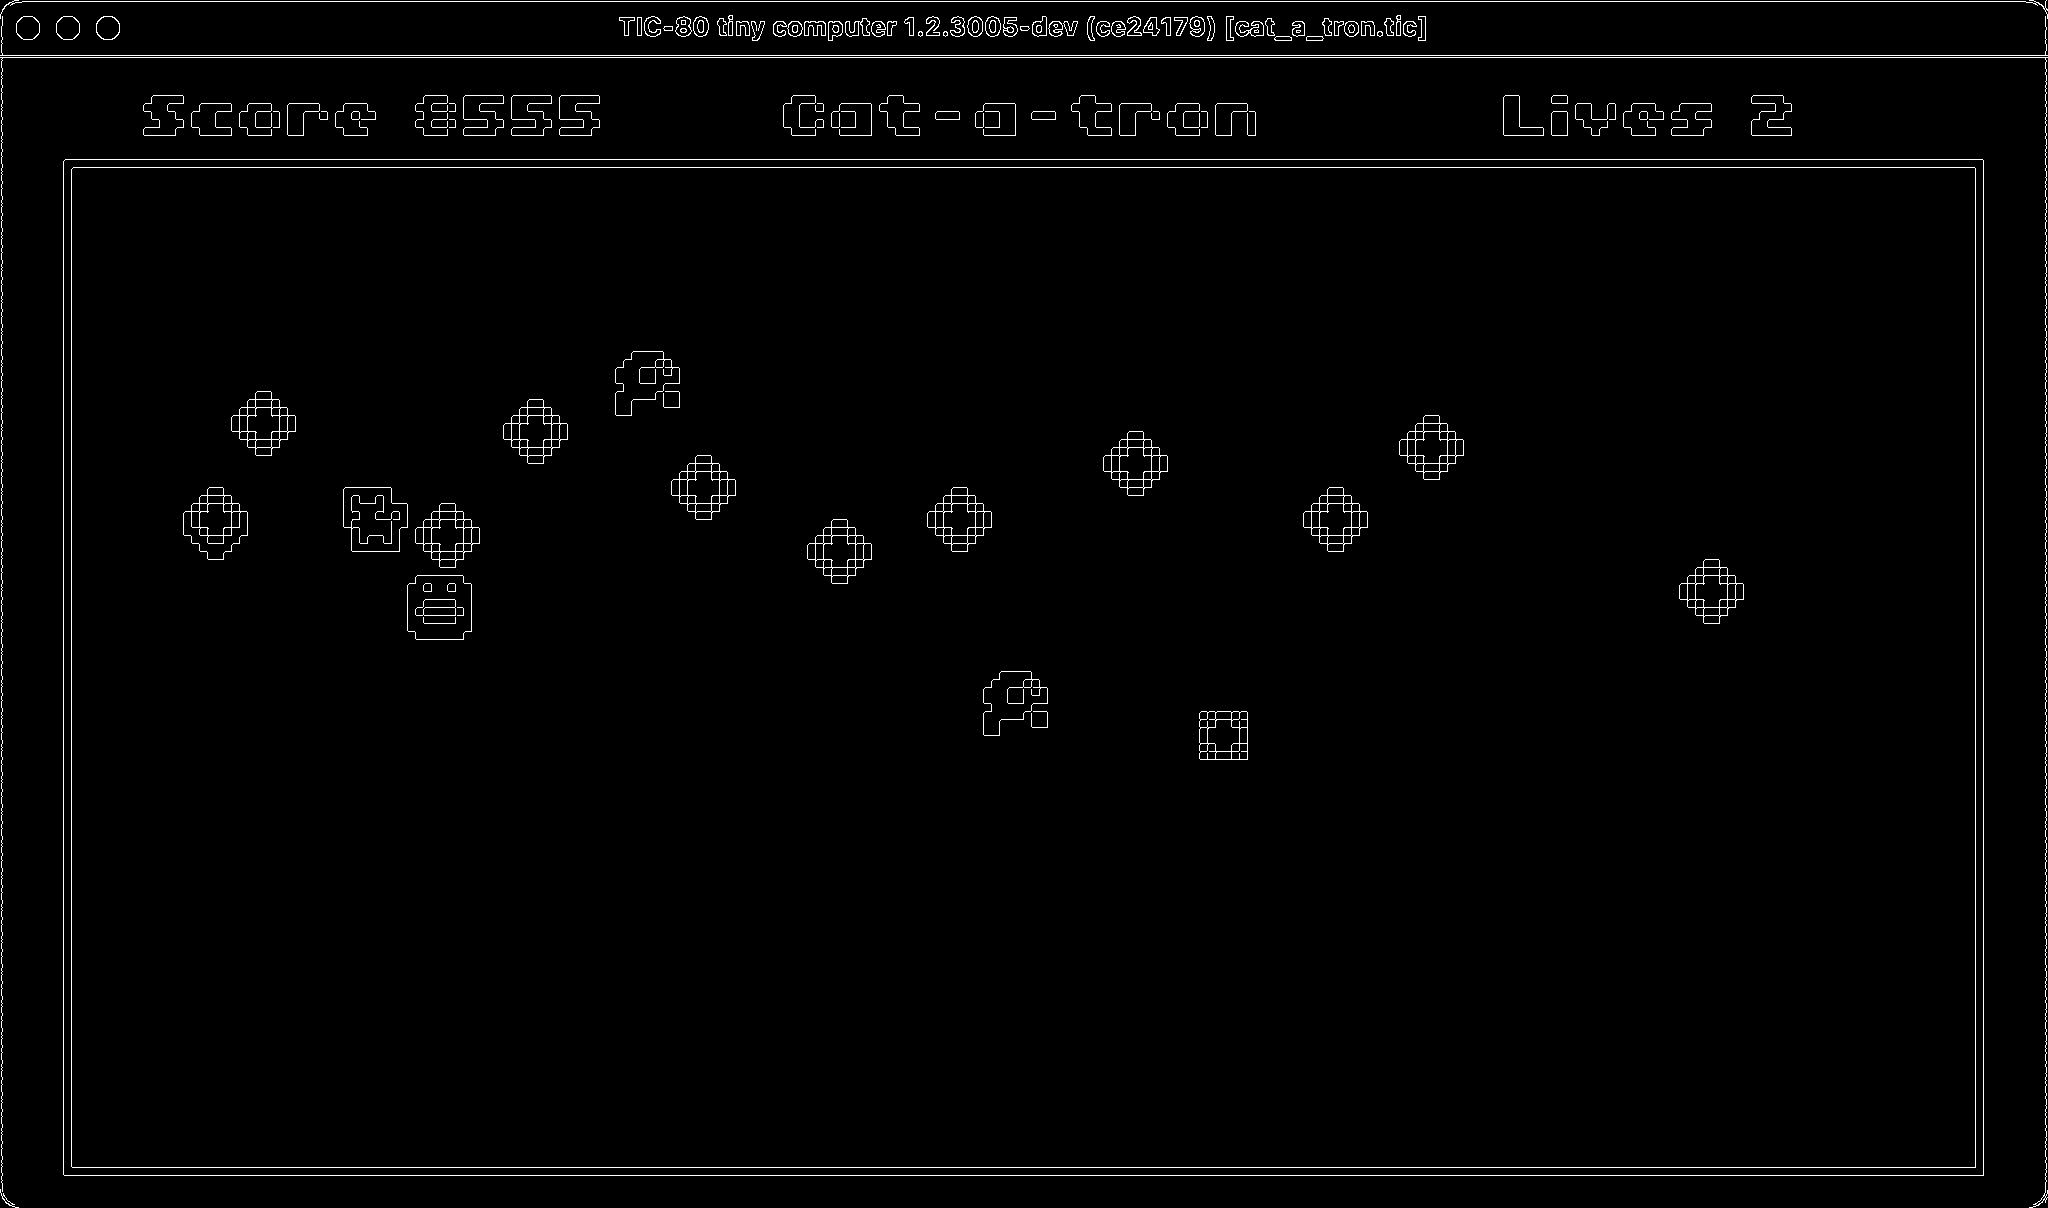 TIC-80 tiny computer 1.2.3005-dev (ce24179) [cat_a_tron.tic]
Score 8555 Cat-a-tron Lives 2